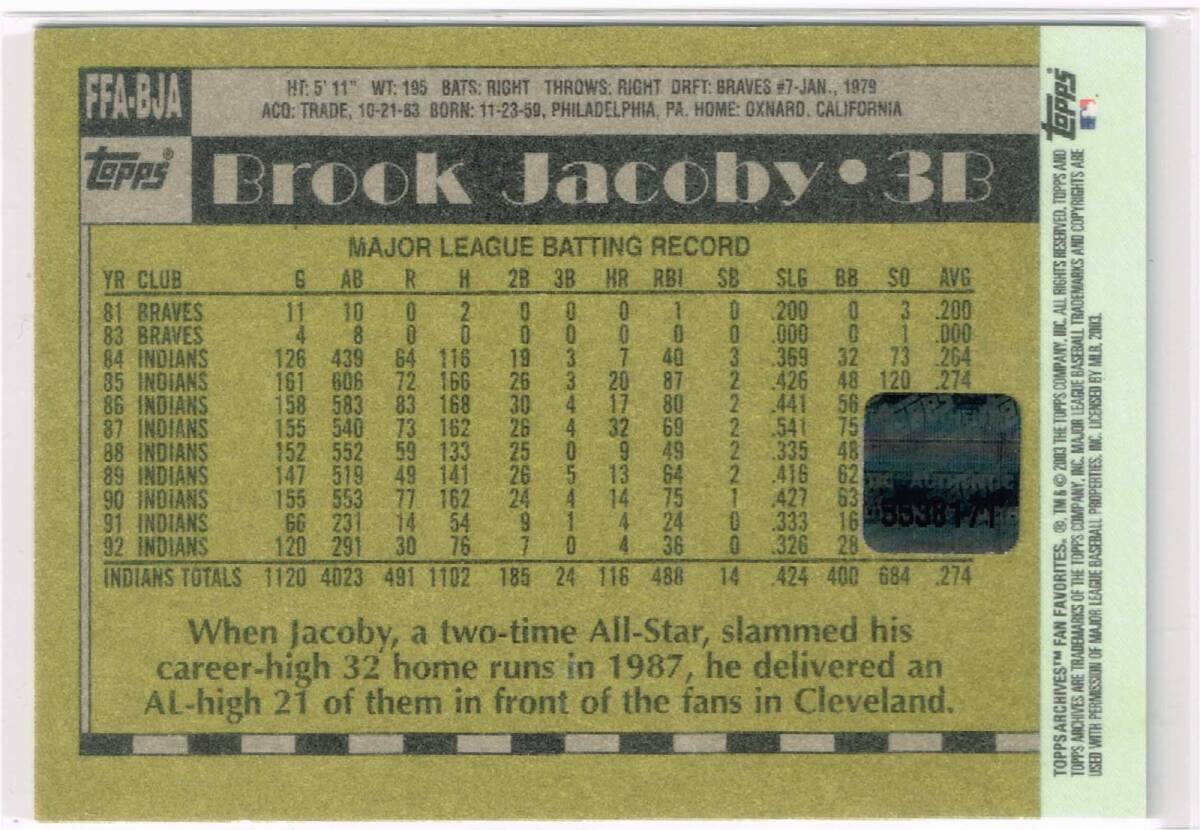 FFA-BJA
HT: 5' 11" WT: 195 BATS: RIGHT THROWS: RIGHT DRFT: BRAVES #7-JAN., 1979
ACQ: TRADE, 10-21-83 BORN: 11-23-59, PHILADELPHIA, PA. HOME: OXNARD, CALIFORNIA
Topps®
Brook Jacoby • 3B
MAJOR LEAGUE BATTING RECORD
YR CLUB G AB R H 2B 3B HR RBI SB SLG BB SO AVG
81 BRAVES 11 10 0 2 0 0 0 1 0 .200 0 3 .200
83 BRAVES 4 8 0 0 0 0 0 0 0 .000 0 1 .000
84 INDIANS 126 439 64 116 19 3 7 40 3 .369 32 73 .264
85 INDIANS 161 606 72 166 26 3 20 87 2 .426 48 120 .274
86 INDIANS 158 583 83 168 30 4 17 80 2 .441 56
87 INDIANS 155 540 73 162 26 4 32 69 2 .541 75
88 INDIANS 152 552 59 133 25 0 9 49 2 .335 48
89 INDIANS 147 519 49 141 26 5 13 64 2 .416 62
90 INDIANS 155 553 77 162 24 4 14 75 1 .427 63
91 INDIANS 66 231 14 54 9 1 4 24 0 .333 16
92 INDIANS 120 291 30 76 7 0 4 36 0 .326 28
INDIANS TOTALS 1120 4023 491 1102 185 24 116 488 14 .424 400 684 .274
AUTHENTIC
When Jacoby, a two-time All-Star, slammed his
career-high 32 home runs in 1987, he delivered an
AL-high 21 of them in front of the fans in Cleveland.
Topps
TOPPS ARCHIVES™ FAN FAVORITES. ®, TM & © 2003 THE TOPPS COMPANY, INC. ALL RIGHTS RESERVED. TOPPS AND
TOPPS ARCHIVES ARE TRADEMARKS OF THE TOPPS COMPANY, INC. MAJOR LEAGUE BASEBALL TRADEMARKS AND COPYRIGHTS ARE
USED WITH PERMISSION OF MAJOR LEAGUE BASEBALL PROPERTIES, INC. LICENSED BY MLB, 2003.